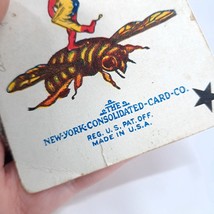 THE
NEW-YORK-CONSOLIDATED-CARD-CO.
REG. U.S. PAT. OFF.
MADE IN U.S.A.